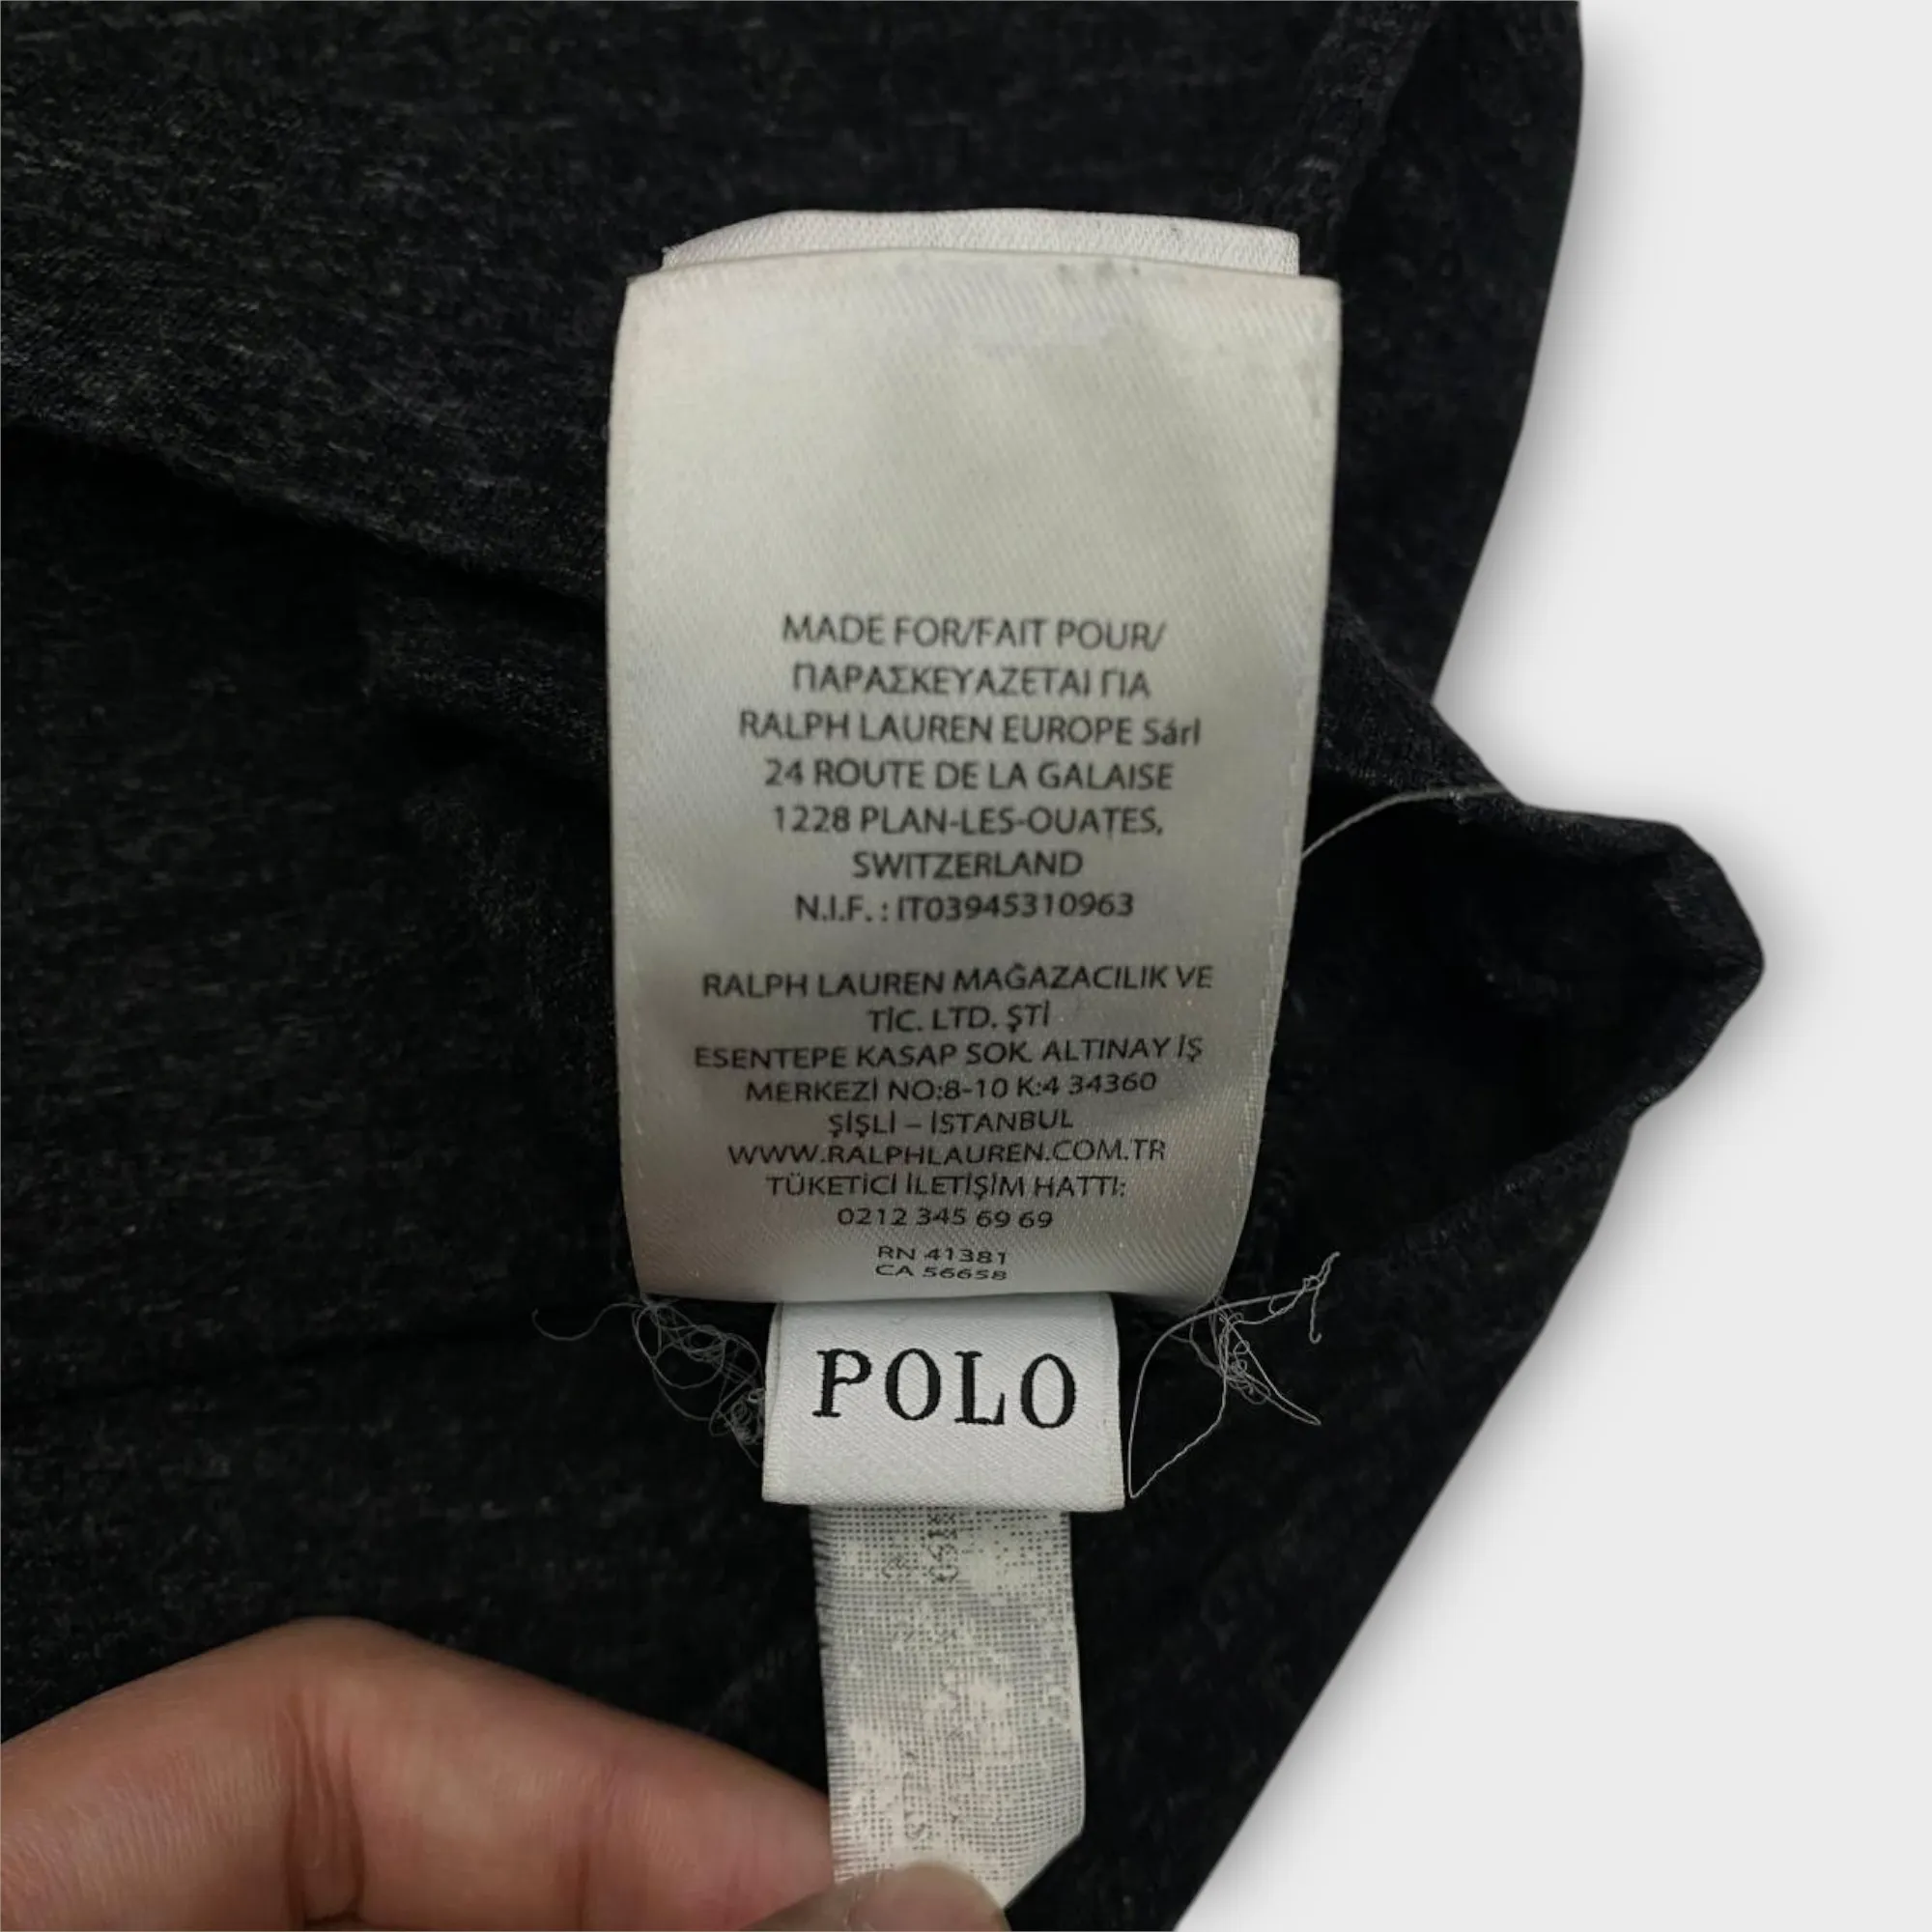 MADE FOR/FAIT POUR/
ΠΑΡΑΣΚΕΥΑΖΕΤΑΙ ΓΙΑ
RALPH LAUREN EUROPE Sárl
24 ROUTE DE LA GALAISE
1228 PLAN-LES-OUATES,
SWITZERLAND
N.I.F. : IT03945310963
RALPH LAUREN MAĞAZACILIK VE
TİC. LTD. ŞTİ
ESENTEPE KASAP SOK. ALTINAY İŞ
MERKEZİ NO:8-10 K:4 34360
ŞİŞLİ – İSTANBUL
WWW.RALPHLAUREN.COM.TR
TÜKETİCİ İLETİŞİM HATTI:
0212 345 69 69
RN 41381
CA 56658
POLO